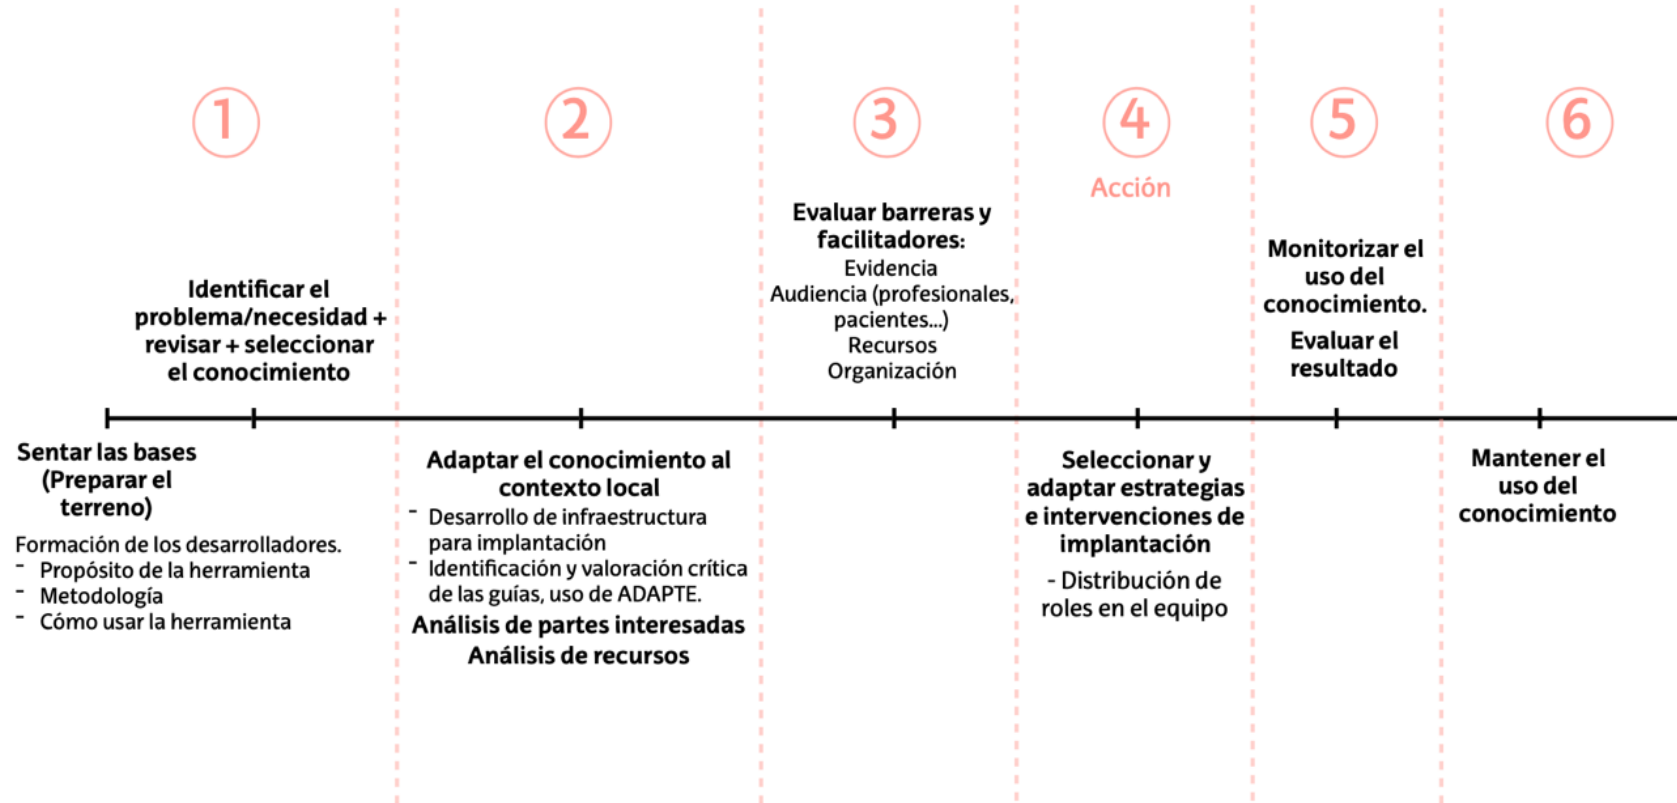 1
Identificar el
problema/necesidad +
revisar + seleccionar
el conocimiento
Sentar las bases
(Preparar el
terreno)
Formación de los desarrolladores.
- Propósito de la herramienta
- Metodología
- Cómo usar la herramienta
2
Adaptar el conocimiento al
contexto local
- Desarrollo de infraestructura
para implantación
- Identificación y valoración crítica
de las guías, uso de ADAPTE.
Análisis de partes interesadas
Análisis de recursos
3
Evaluar barreras y
facilitadores:
Evidencia
Audiencia (profesionales,
pacientes...)
Recursos
Organización
4
Acción
Seleccionar y
adaptar estrategias
e intervenciones de
implantación
- Distribución de
roles en el equipo
5
Monitorizar el
uso del
conocimiento.
Evaluar el
resultado
6
Mantener el
uso del
conocimiento